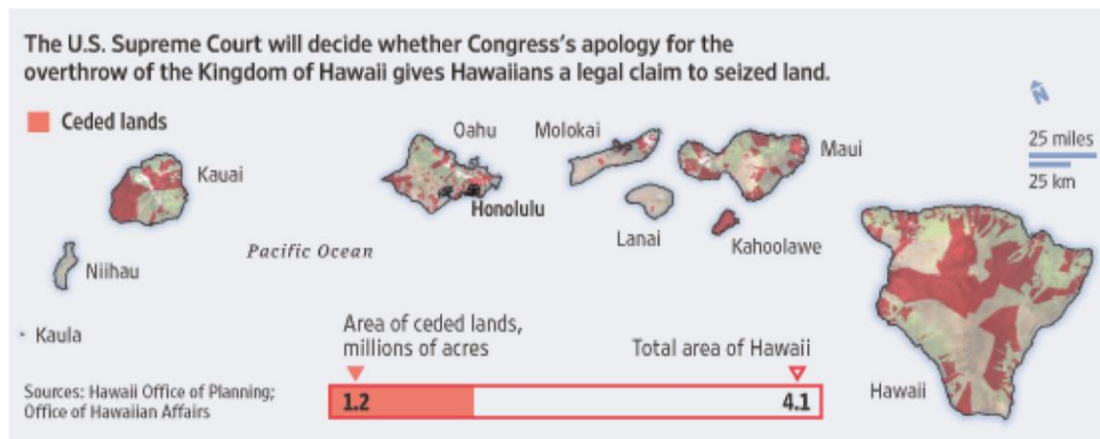 The U.S. Supreme Court will decide whether Congress's apology for the
overthrow of the Kingdom of Hawaii gives Hawaiians a legal claim to seized land.
Ceded lands
Kauai
Oahu
Molokai
Maui
N
25 miles
25 km
Honolulu
Lanai
Kahoolawe
Niihau
Pacific Ocean
Kaula
Hawaii
Area of ceded lands,
millions of acres
Total area of Hawaii
1.2
4.1
Sources: Hawaii Office of Planning;
Office of Hawaiian Affairs